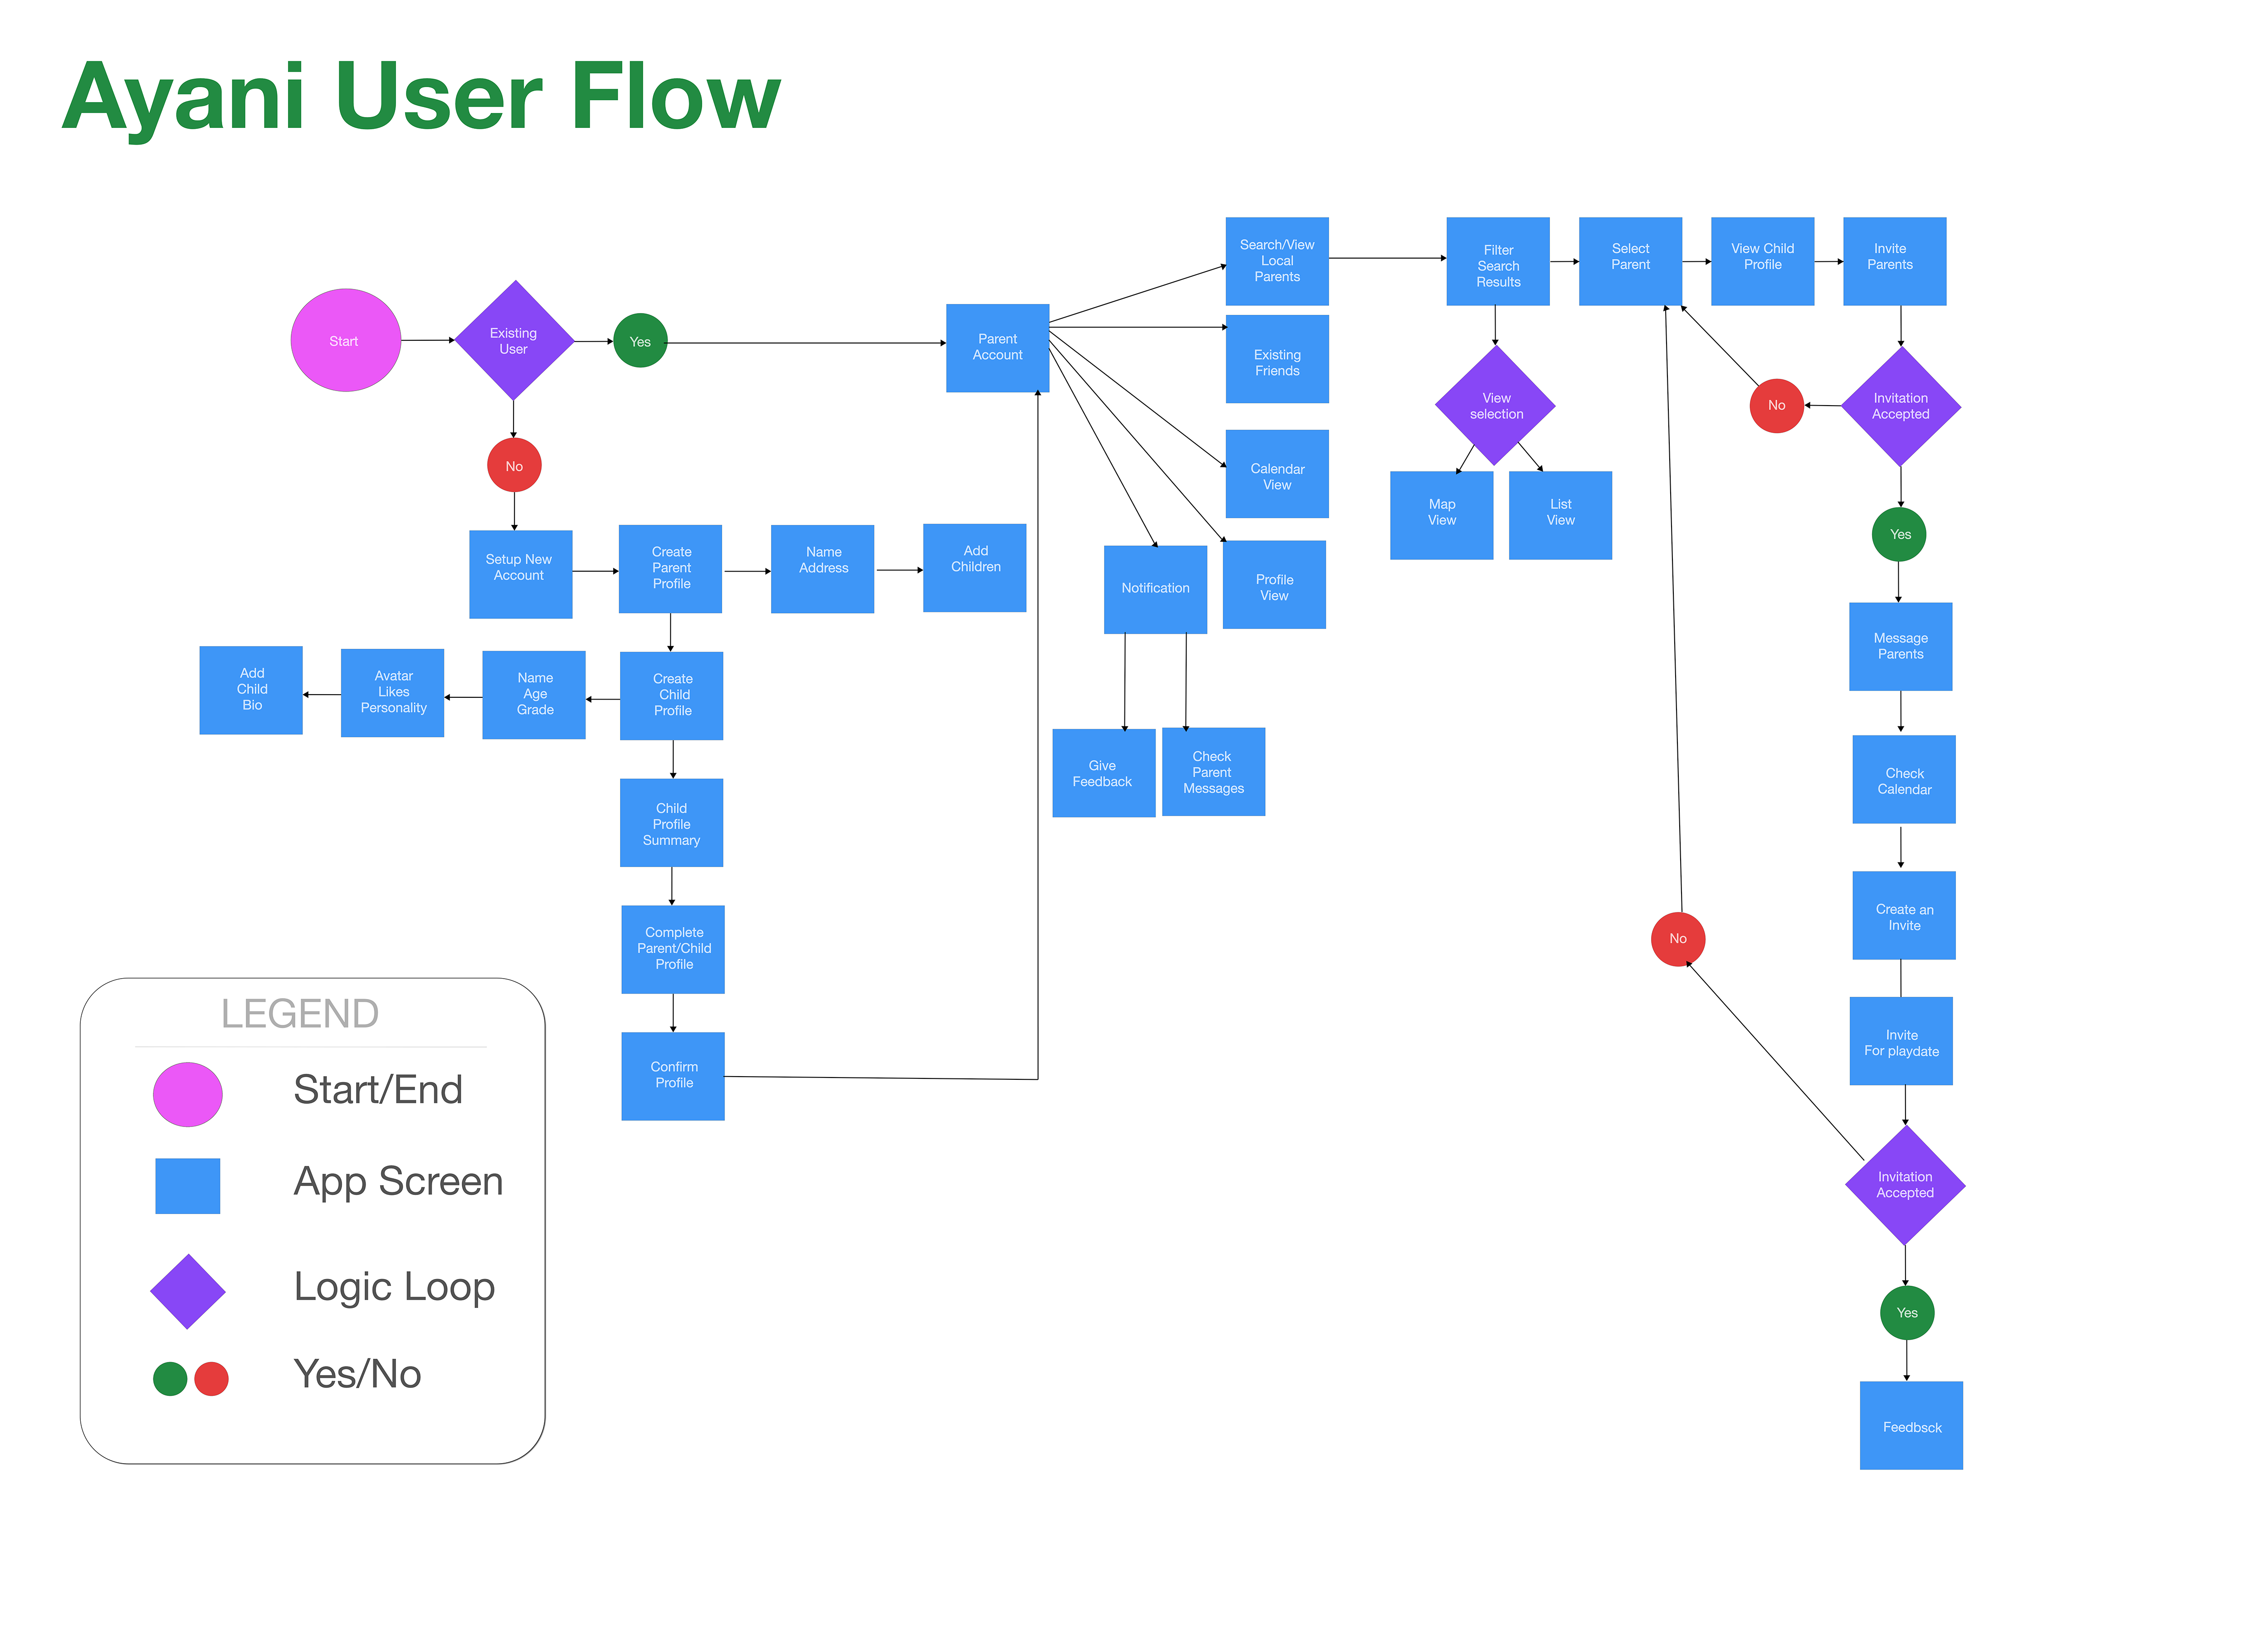 Ayani User Flow
Start
Existing
User
Yes
No
Setup New
Account
Create
Parent
Profile
Name
Address
Add
Children
Create
Child
Profile
Name
Age
Grade
Avatar
Likes
Personality
Add
Child
Bio
Child
Profile
Summary
Complete
Parent/Child
Profile
Confirm
Profile
Parent
Account
Search/View
Local
Parents
Existing
Friends
Calendar
View
Profile
View
Notification
Give
Feedback
Check
Parent
Messages
Filter
Search
Results
View
selection
Map
View
List
View
Select
Parent
View Child
Profile
Invite
Parents
Invitation
Accepted
No
Yes
Message
Parents
Check
Calendar
Create an
Invite
Invite
For playdate
Invitation
Accepted
No
Yes
Feedbsck
LEGEND
Start/End
App Screen
Logic Loop
Yes/No